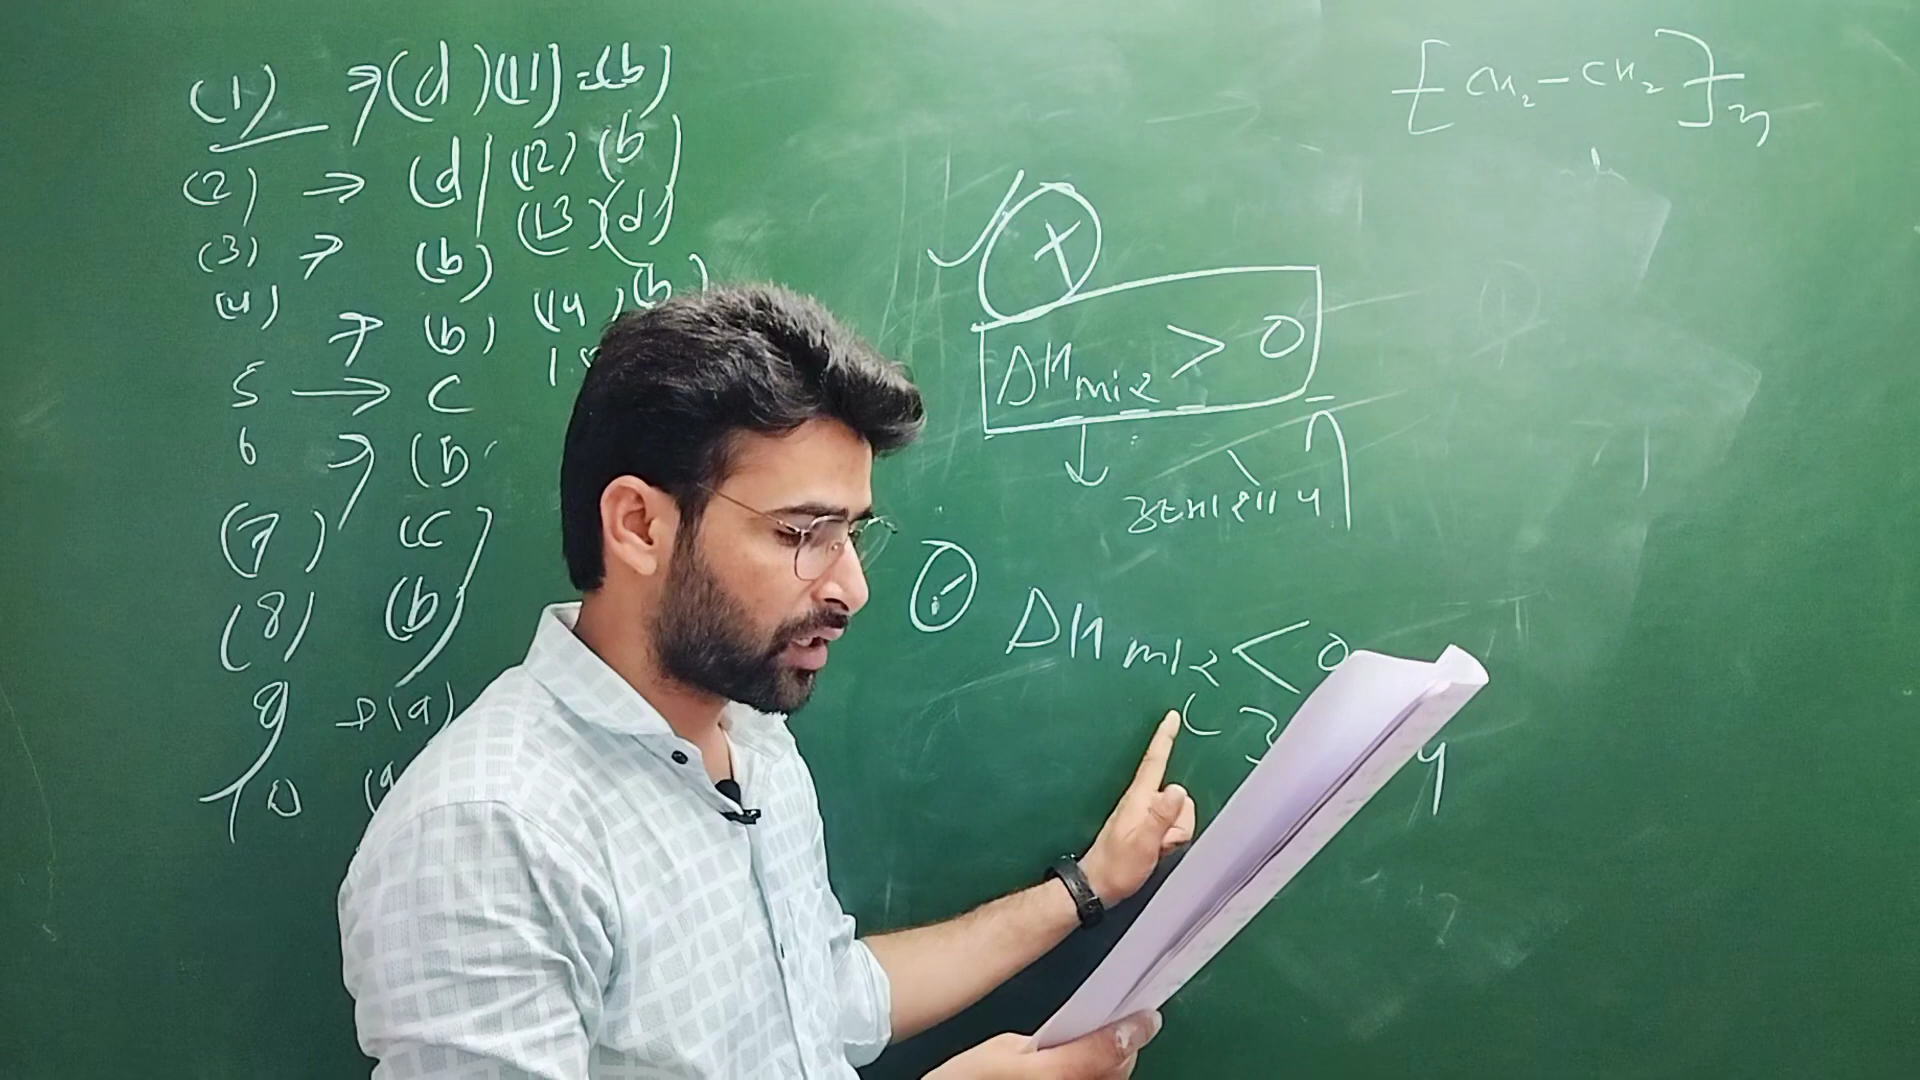 (1) → (d) (11) = (b)
(2) → (d) (12) (b)
(13) (d)
(3) → (b)
(4) → (b) (14) (b)
5 → c
6 → (b)
(7) (c)
(8) (b)
9 → (a)
10 (a
[CH₂-CH₂]n
+
ΔHmix > 0
ΔHmix < 0